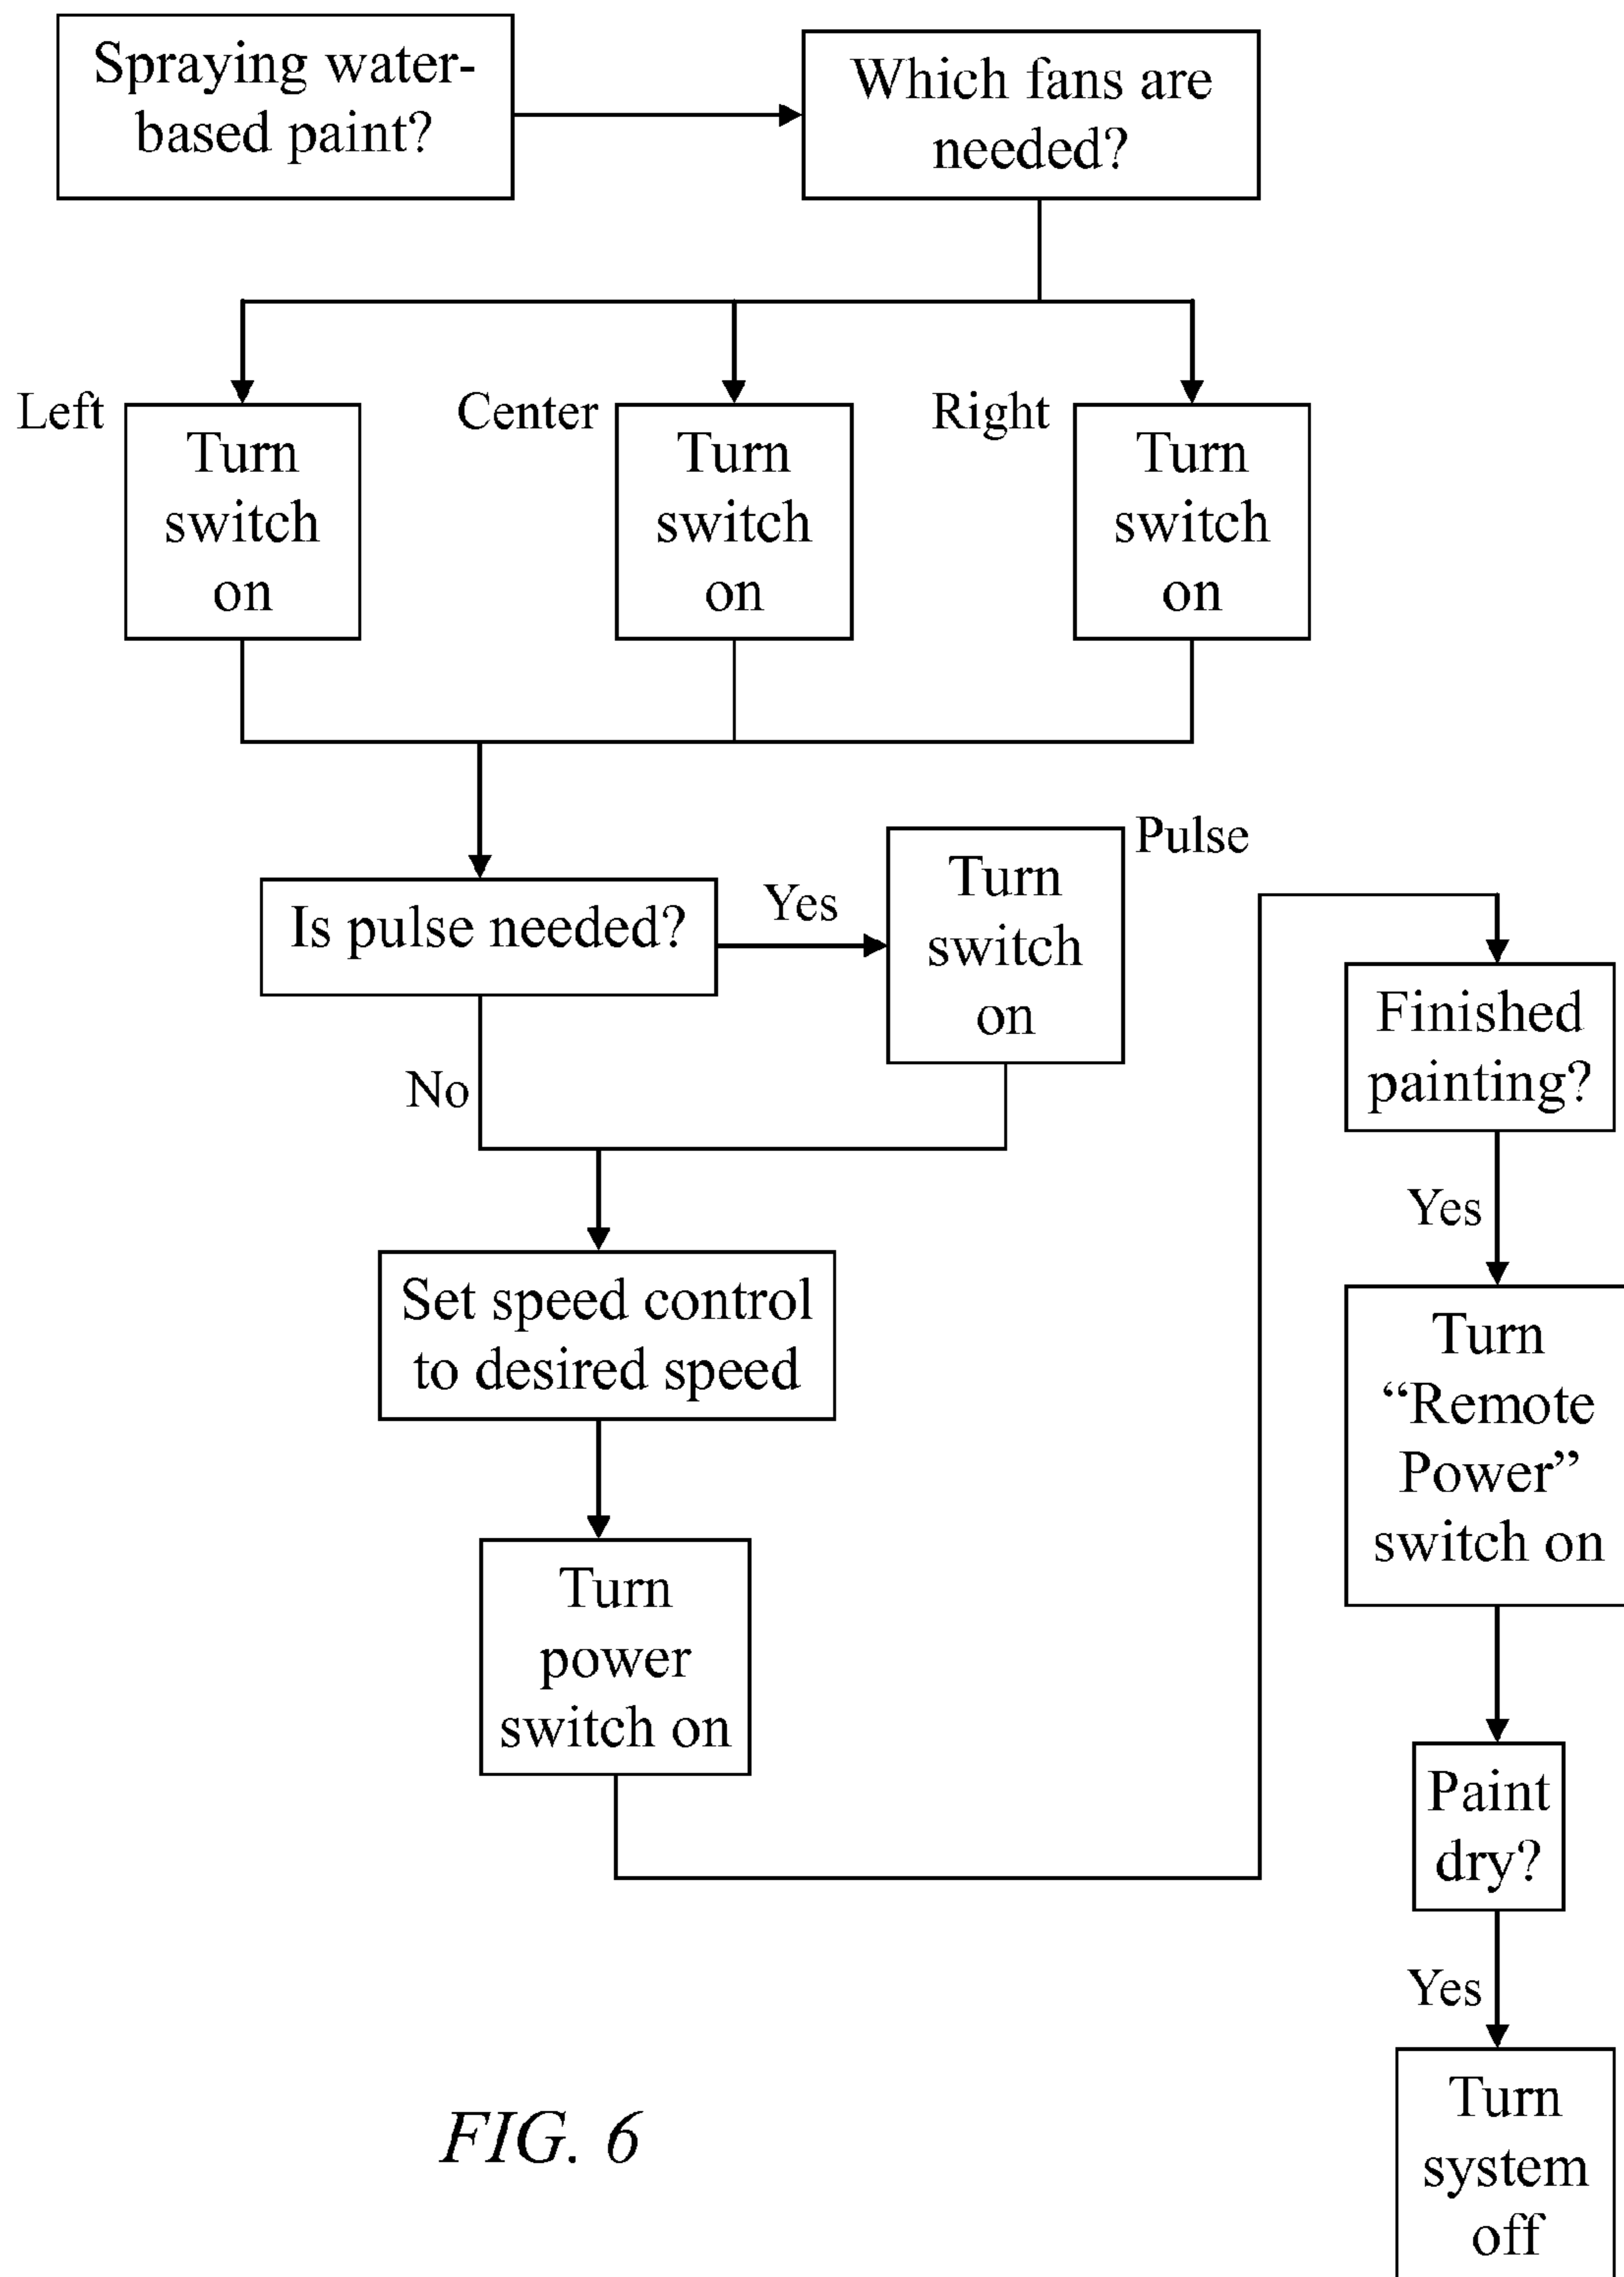 Spraying water-
based paint?
Which fans are
needed?
Left
Turn
switch
on
Center
Turn
switch
on
Right
Turn
switch
on
Is pulse needed?
Yes
Pulse
Turn
switch
on
No
Set speed control
to desired speed
Turn
power
switch on
Finished
painting?
Yes
Turn
“Remote
Power”
switch on
Paint
dry?
Yes
Turn
system
off
FIG. 6